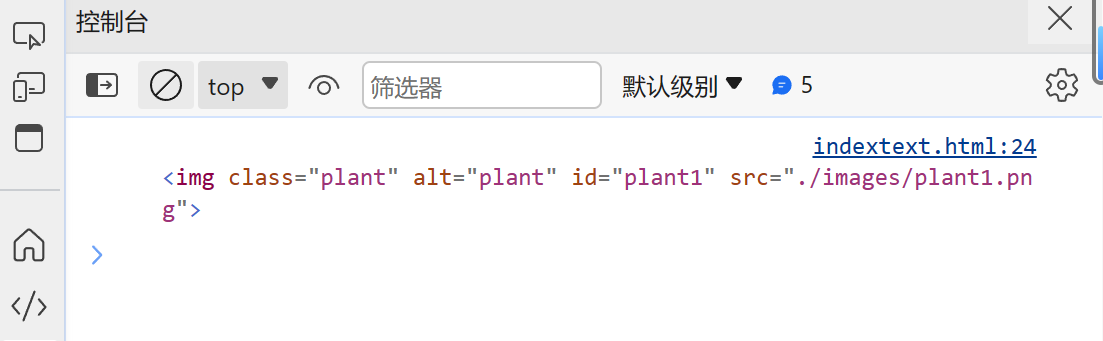 控制台
top 筛选器 默认级别 5
indextext.html:24
<img class="plant" alt="plant" id="plant1" src="./images/plant1.pn
g">